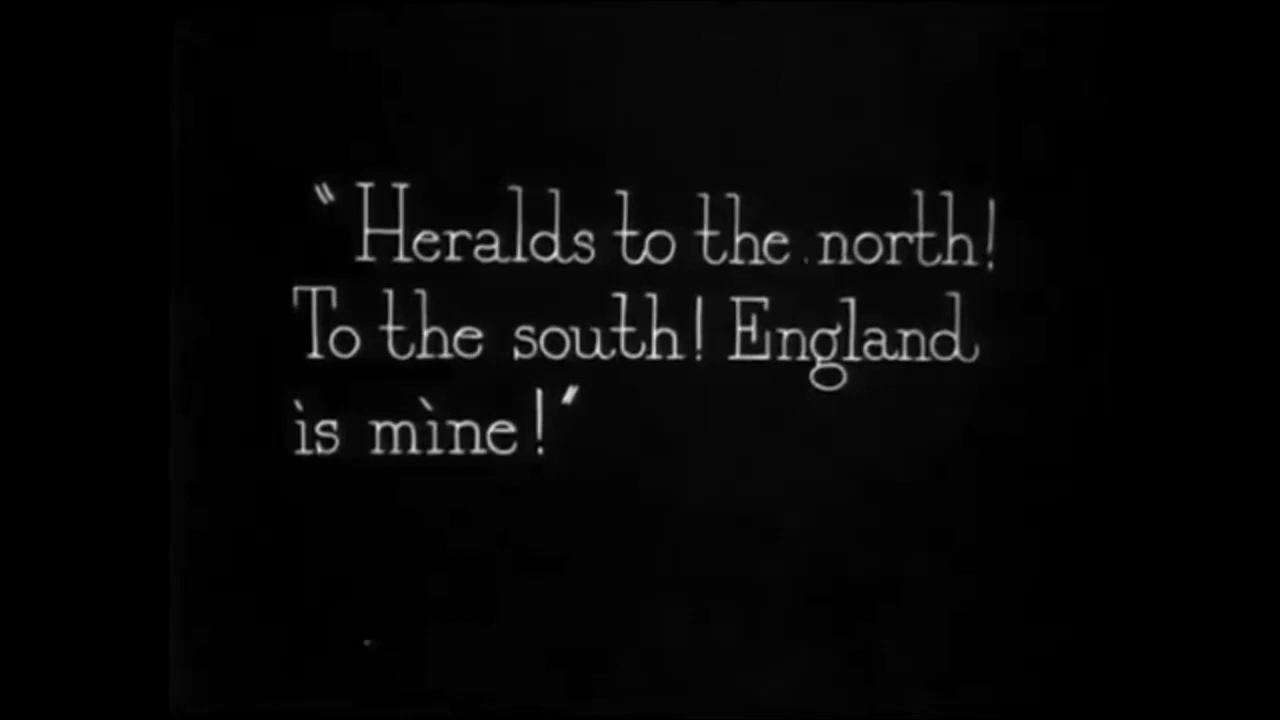 "Heralds to the north!
To the south! England
is mine!"